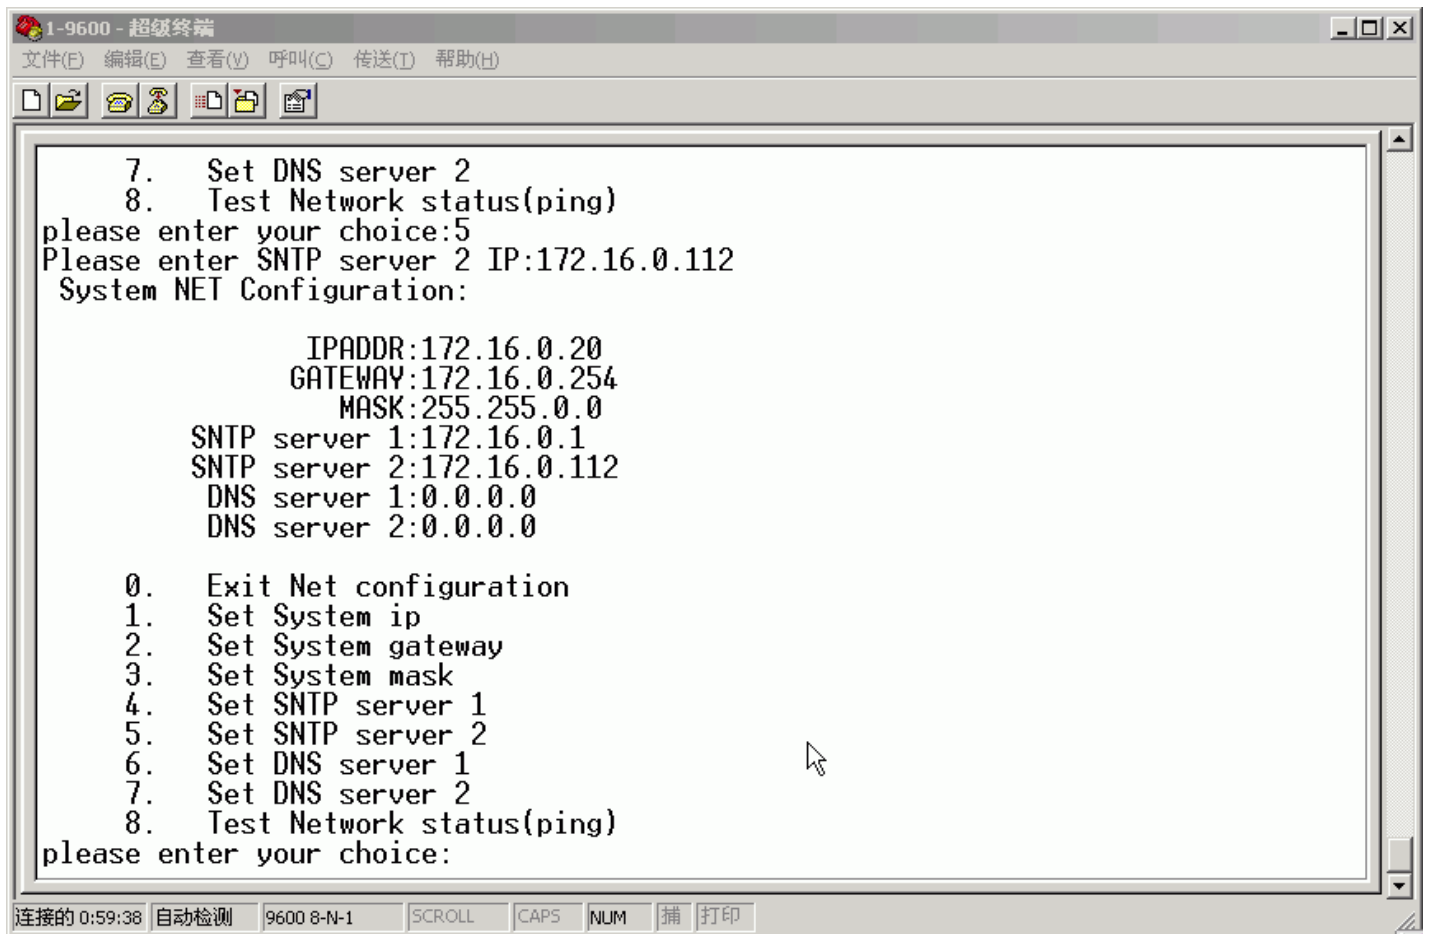 1-9600 - 超级终端
文件(F) 编辑(E) 查看(V) 呼叫(C) 传送(T) 帮助(H)
7. Set DNS server 2
8. Test Network status(ping)
please enter your choice:5
Please enter SNTP server 2 IP:172.16.0.112
System NET Configuration:
IPADDR:172.16.0.20
GATEWAY:172.16.0.254
MASK:255.255.0.0
SNTP server 1:172.16.0.1
SNTP server 2:172.16.0.112
DNS server 1:0.0.0.0
DNS server 2:0.0.0.0
0. Exit Net configuration
1. Set System ip
2. Set System gateway
3. Set System mask
4. Set SNTP server 1
5. Set SNTP server 2
6. Set DNS server 1
7. Set DNS server 2
8. Test Network status(ping)
please enter your choice:
连接的 0:59:38 自动检测 9600 8-N-1 SCROLL CAPS NUM 捕 打印